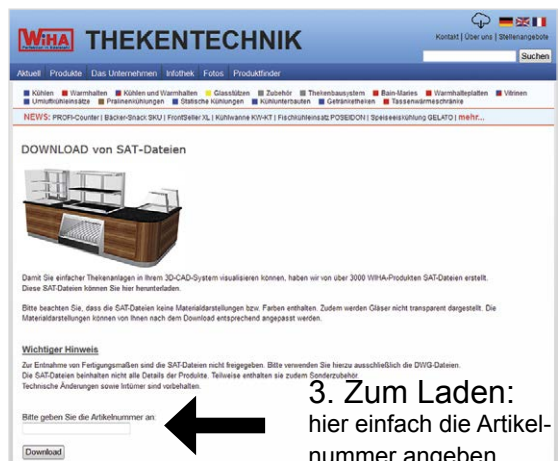 WIHA THEKENTECHNIK
Kontakt | Über uns | Stellenangebote
Suchen
Aktuell Produkte Das Unternehmen Infothek Fotos Produktfinder
Kühlen Warmhalten Kühlen und Warmhalten Glasstützen Zubehör Thekenbausystem Bain-Maries Warmhalteplatten Vitrinen
Umluftkühleinsätze Pralinenkühlungen Statische Kühlungen Kühlunterbauten Getränketheken Tassenwärmeschränke
NEWS: PROFI-Counter | Bäcker-Snack SKU | FrontSeller XL | Kühlwanne KW-KT | Fischkühleinsatz POSEIDON | Speiseeiskühlung GELATO | mehr...
DOWNLOAD von SAT-Dateien
Damit Sie einfacher Thekenanlagen in Ihrem 3D-CAD-System visualisieren können, haben wir von über 3000 WIHA-Produkten SAT-Dateien erstellt.
Diese SAT-Dateien können Sie hier herunterladen.
Bitte beachten Sie, dass die SAT-Dateien keine Materialdarstellungen bzw. Farben enthalten. Zudem werden Gläser nicht transparent dargestellt. Die
Materialdarstellungen können von Ihnen nach dem Download entsprechend angepasst werden.
Wichtiger Hinweis
Zur Entnahme von Fertigungsmaßen sind die SAT-Dateien nicht freigegeben. Bitte verwenden Sie hierzu ausschließlich die DWG-Dateien.
Die SAT-Dateien beinhalten nicht alle Details der Produkte. Teilweise enthalten sie zudem Sonderzubehör.
Technische Änderungen sowie Irrtümer sind vorbehalten.
Bitte geben Sie die Artikelnummer an:
Download
3. Zum Laden:
hier einfach die Artikel-
nummer angeben